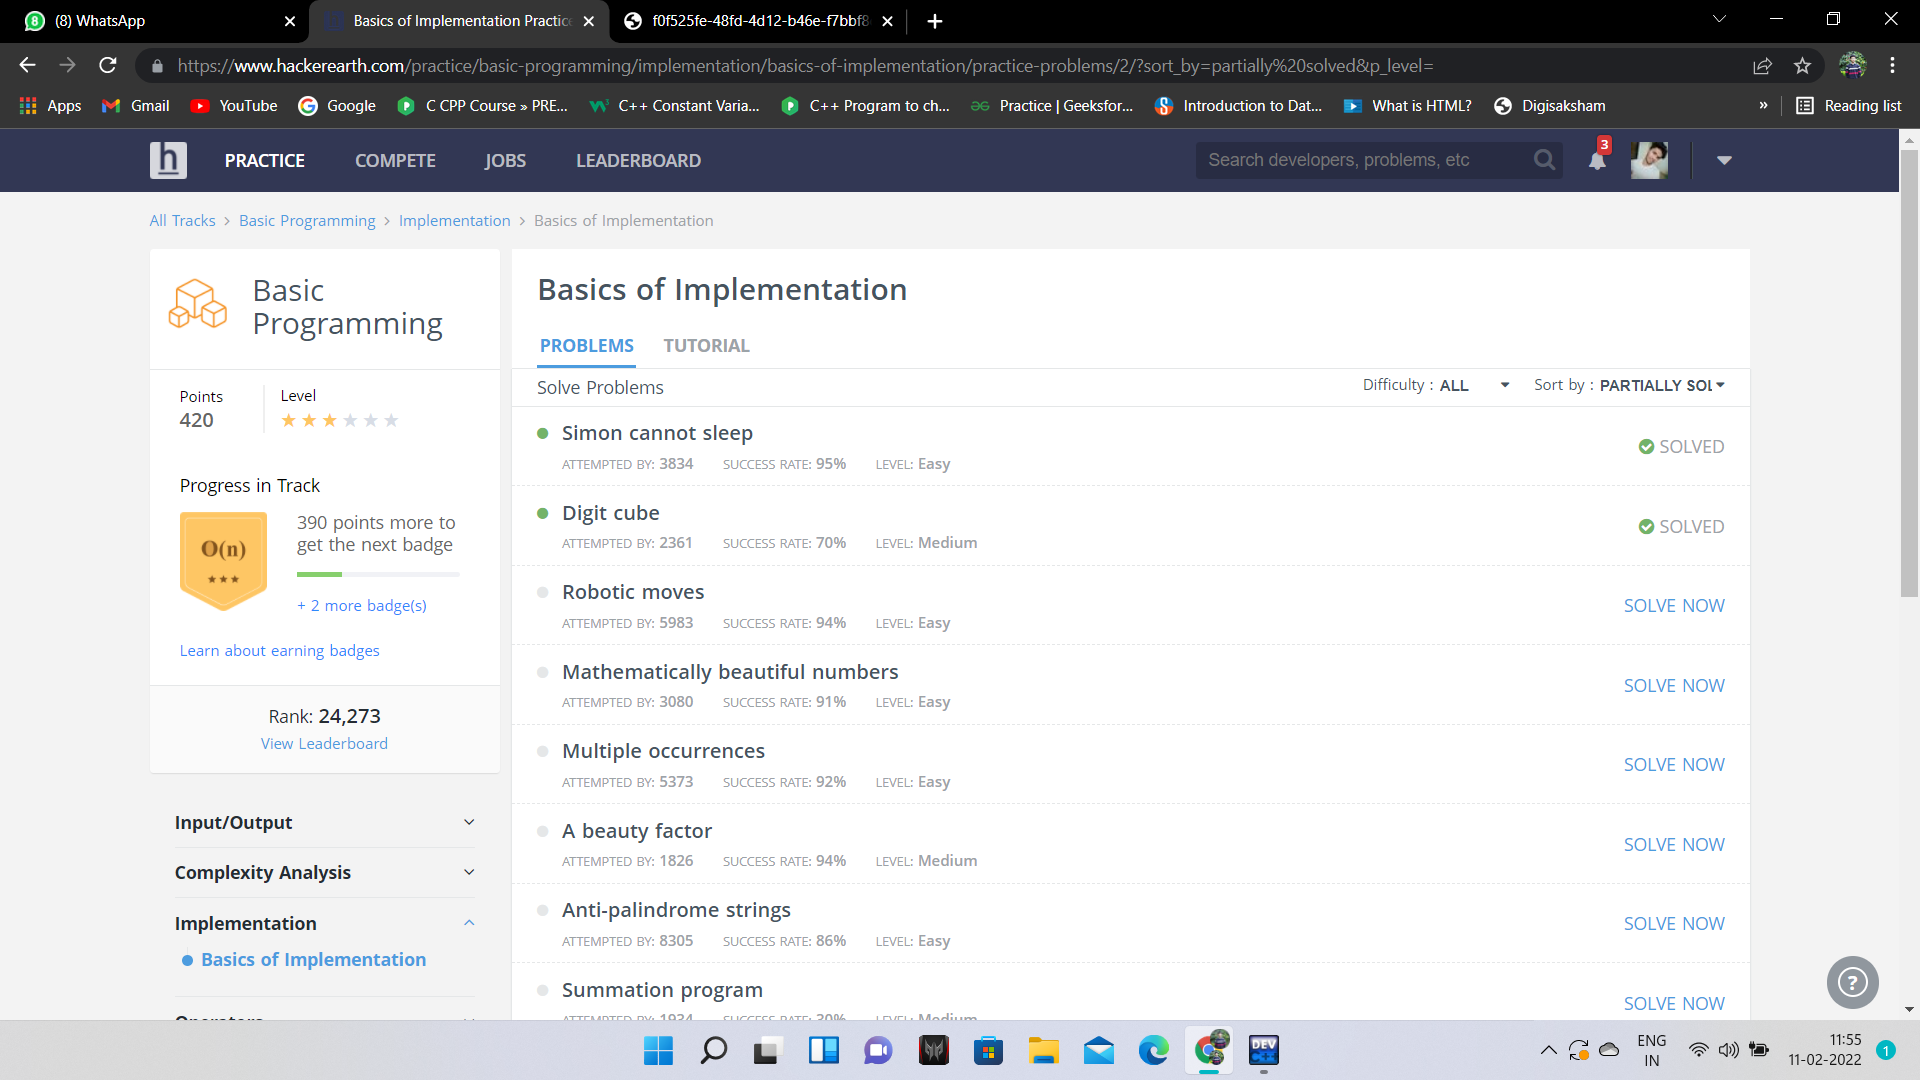 8 (8) WhatsApp
Basics of Implementation Practic
f0f525fe-48fd-4d12-b46e-f7bbf8
https://www.hackerearth.com/practice/basic-programming/implementation/basics-of-implementation/practice-problems/2/?sort_by=partially%20solved&p_level=
Apps Gmail YouTube Google C CPP Course » PRE... C++ Constant Varia... C++ Program to ch... Practice | Geeksfor... Introduction to Dat... What is HTML? Digisaksham » Reading list
h PRACTICE COMPETE JOBS LEADERBOARD Search developers, problems, etc 3
All Tracks > Basic Programming > Implementation > Basics of Implementation
Basic
Programming
Points
420
Level
Progress in Track
O(n)
390 points more to
get the next badge
+ 2 more badge(s)
Learn about earning badges
Rank: 24,273
View Leaderboard
Input/Output
Complexity Analysis
Implementation
Basics of Implementation
Operators
Basics of Implementation
PROBLEMS TUTORIAL
Solve Problems Difficulty : ALL Sort by : PARTIALLY SOL
Simon cannot sleep
ATTEMPTED BY: 3834 SUCCESS RATE: 95% LEVEL: Easy
SOLVED
Digit cube
ATTEMPTED BY: 2361 SUCCESS RATE: 70% LEVEL: Medium
SOLVED
Robotic moves
ATTEMPTED BY: 5983 SUCCESS RATE: 94% LEVEL: Easy
SOLVE NOW
Mathematically beautiful numbers
ATTEMPTED BY: 3080 SUCCESS RATE: 91% LEVEL: Easy
SOLVE NOW
Multiple occurrences
ATTEMPTED BY: 5373 SUCCESS RATE: 92% LEVEL: Easy
SOLVE NOW
A beauty factor
ATTEMPTED BY: 1826 SUCCESS RATE: 94% LEVEL: Medium
SOLVE NOW
Anti-palindrome strings
ATTEMPTED BY: 8305 SUCCESS RATE: 86% LEVEL: Easy
SOLVE NOW
Summation program
ATTEMPTED BY: 1934 SUCCESS RATE: 30% LEVEL: Medium
SOLVE NOW
?
DEV
C++
ENG
IN
11:55
11-02-2022
1